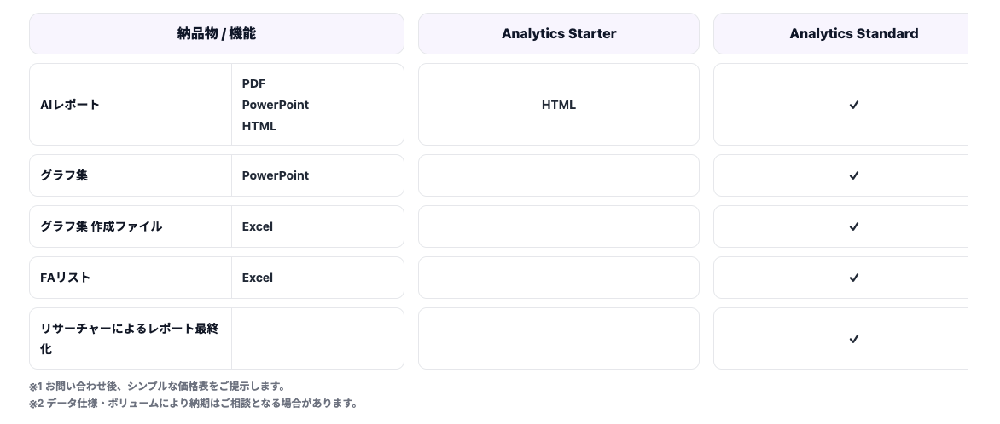 納品物 / 機能
Analytics Starter
Analytics Standard
AIレポート
PDF
PowerPoint
HTML
HTML
✓
グラフ集
PowerPoint
✓
グラフ集 作成ファイル
Excel
✓
FAリスト
Excel
✓
リサーチャーによるレポート最終
化
✓
※1 お問い合わせ後、シンプルな価格表をご提示します。
※2 データ仕様・ボリュームにより納期はご相談となる場合があります。